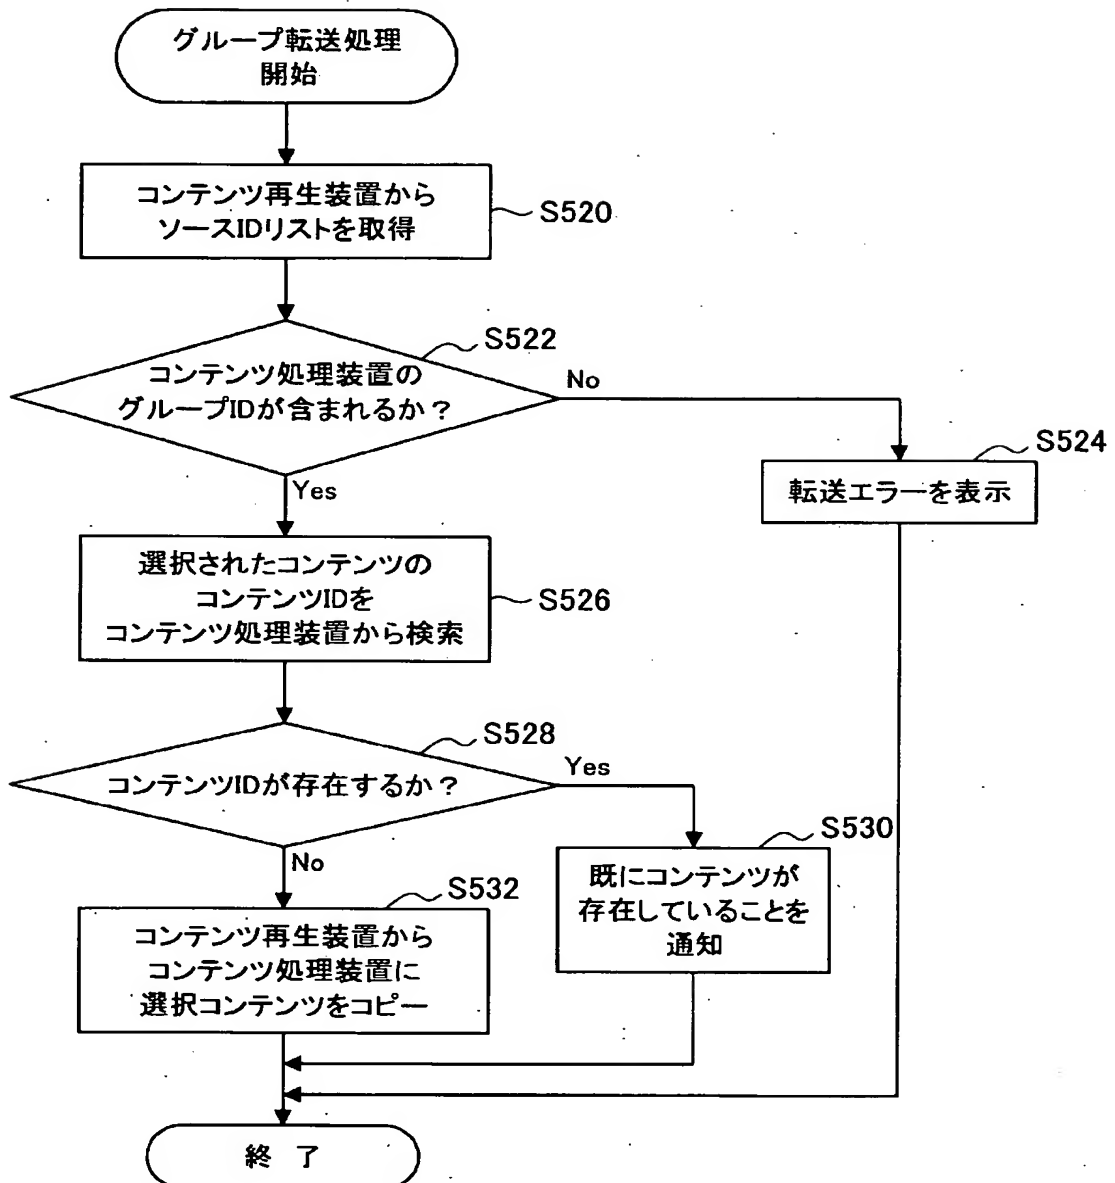 グループ転送処理
開始
コンテンツ再生装置から
ソースIDリストを取得
S520
S522
コンテンツ処理装置の
グループIDが含まれるか？
No
Yes
S524
転送エラーを表示
選択されたコンテンツの
コンテンツIDを
コンテンツ処理装置から検索
S526
S528
コンテンツIDが存在するか？
Yes
No
S530
既にコンテンツが
存在していることを
通知
S532
コンテンツ再生装置から
コンテンツ処理装置に
選択コンテンツをコピー
終 了